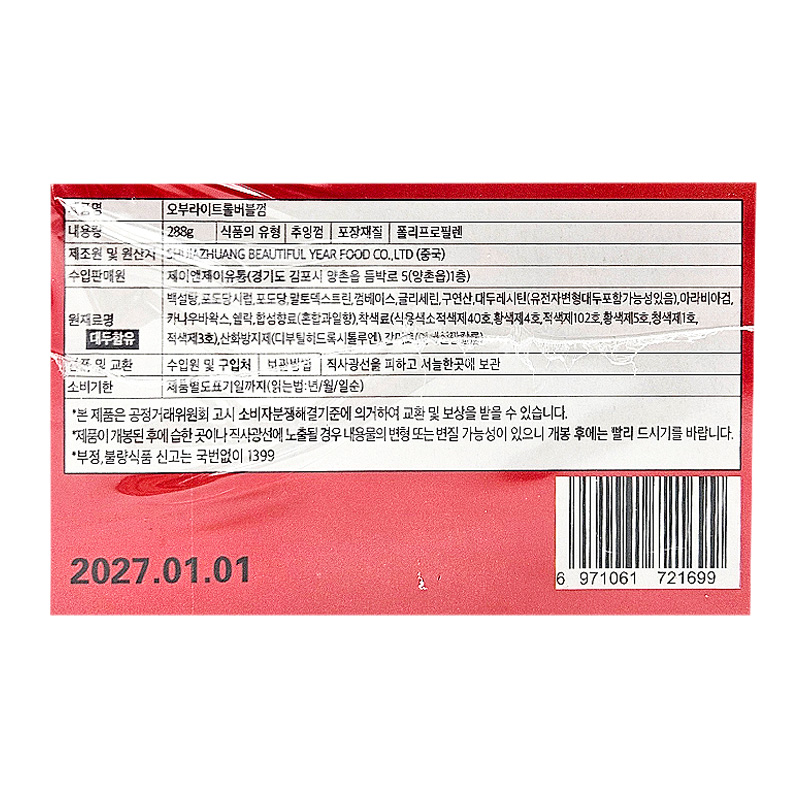 제품명 오부라이트롤버블껌
내용량 288g 식품의 유형 추잉껌 포장재질 폴리프로필렌
제조원 및 원산지 SHIJIAZHUANG BEAUTIFUL YEAR FOOD CO.,LTD (중국)
수입판매원 제이앤제이유통(경기도 김포시 양촌읍 듬박로 5(양촌읍)1층)
원재료명 대두함유
백설탕,포도당시럽,포도당,말토덱스트린,껌베이스,글리세린,구연산,대두레시틴(유전자변형대두포함가능성있음),아라비아검,
카나우바왁스,쉘락,합성향료(혼합과일향),착색료(식용색소적색제40호,황색제4호,적색제102호,황색제5호,청색제1호,
적색제3호),산화방지제(디부틸히드록시톨루엔),감미료
반품 및 교환 수입원 및 구입처 보관방법 직사광선을 피하고 서늘한곳에 보관
소비기한 제품별도표기일까지(읽는법:년/월/일순)
*본 제품은 공정거래위원회 고시 소비자분쟁해결기준에 의거하여 교환 및 보상을 받을 수 있습니다.
*제품이 개봉된 후에 습한 곳이나 직사광선에 노출될 경우 내용물의 변형 또는 변질 가능성이 있으니 개봉 후에는 빨리 드시기를 바랍니다.
*부정,불량식품 신고는 국번없이 1399
2027.01.01
6 971061 721699